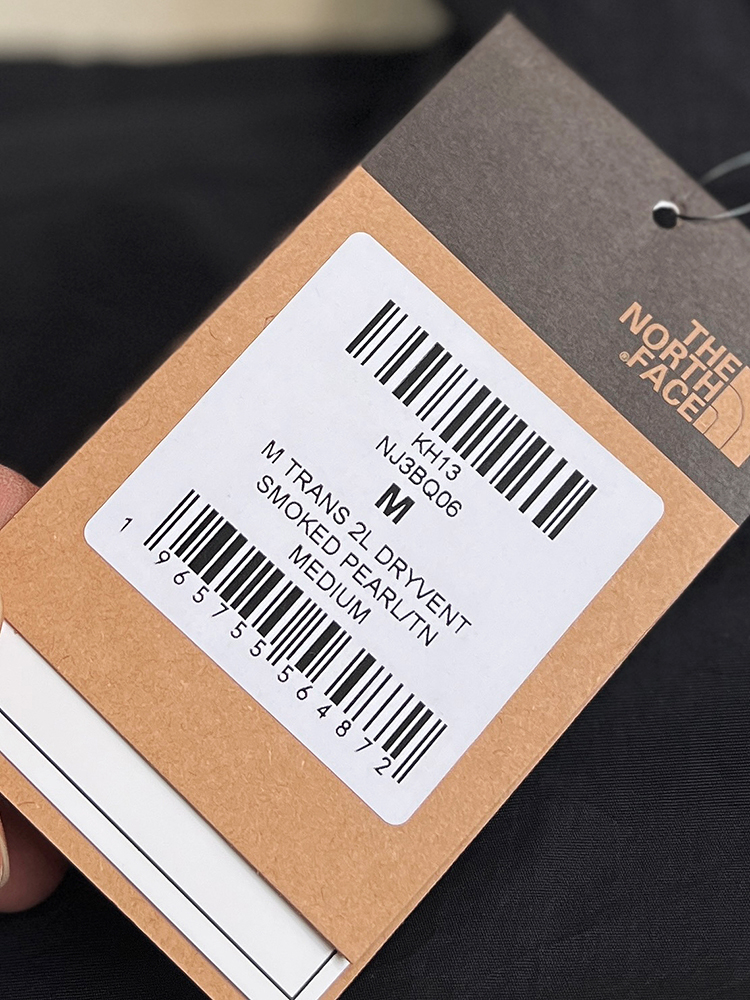 THE
NORTH
FACE®
KH13
NJ3BQ06
M
M TRANS 2L DRYVENT
SMOKED PEARL/TN
MEDIUM
1 965755 564872